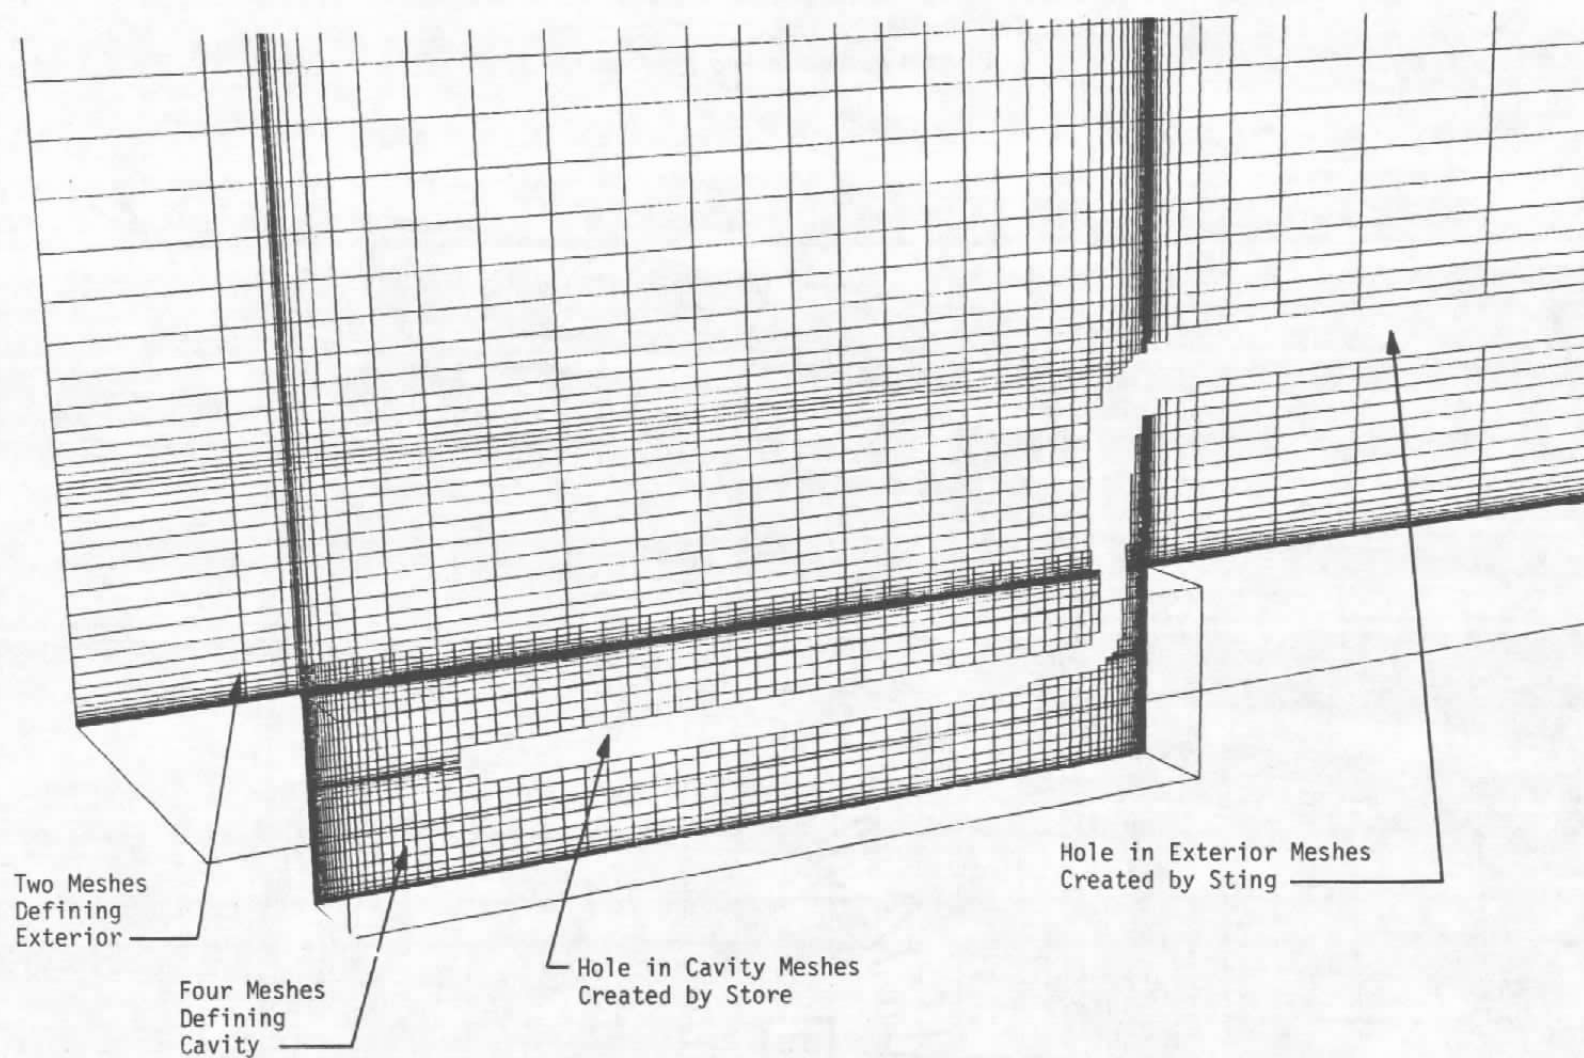 Two Meshes
Defining
Exterior
Four Meshes
Defining
Cavity
Hole in Cavity Meshes
Created by Store
Hole in Exterior Meshes
Created by Sting